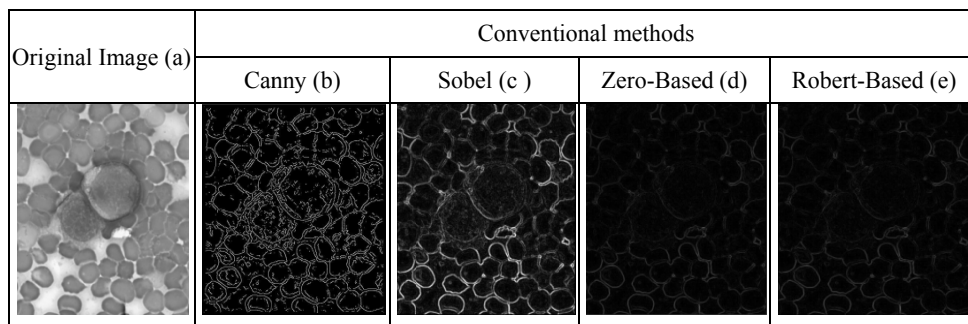 Original Image (a)
Conventional methods
Canny (b)
Sobel (c )
Zero-Based (d)
Robert-Based (e)